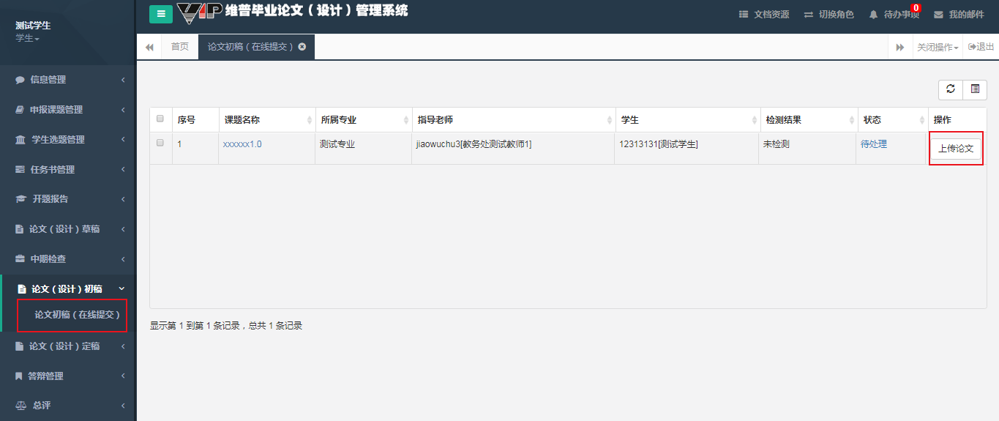 测试学生
学生
信息管理
申报课题管理
学生选题管理
任务书管理
开题报告
论文（设计）草稿
中期检查
论文（设计）初稿
论文初稿（在线提交）
论文（设计）定稿
答辩管理
总评
VIP 维普毕业论文（设计）管理系统
文档资源 切换角色 待办事项 0 我的邮件
首页 论文初稿（在线提交） 关闭操作 退出
序号 课题名称 所属专业 指导老师 学生 检测结果 状态 操作
1 xxxxxx1.0 测试专业 jiaowuchu3[教务处测试教师1] 12313131[测试学生] 未检测 待处理 上传论文
显示第 1 到第 1 条记录，总共 1 条记录